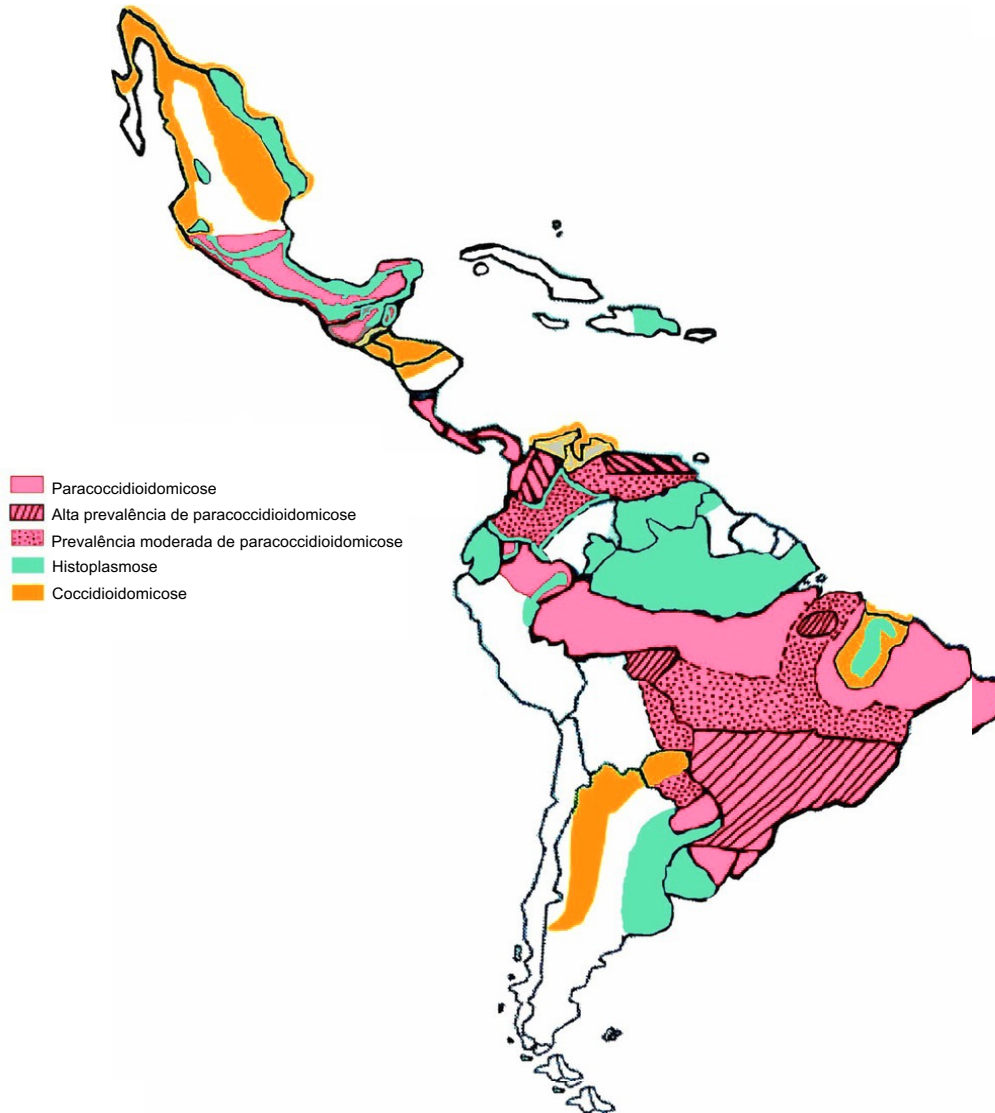 Paracoccidioidomicose
Alta prevalência de paracoccidioidomicose
Prevalência moderada de paracoccidioidomicose
Histoplasmose
Coccidioidomicose